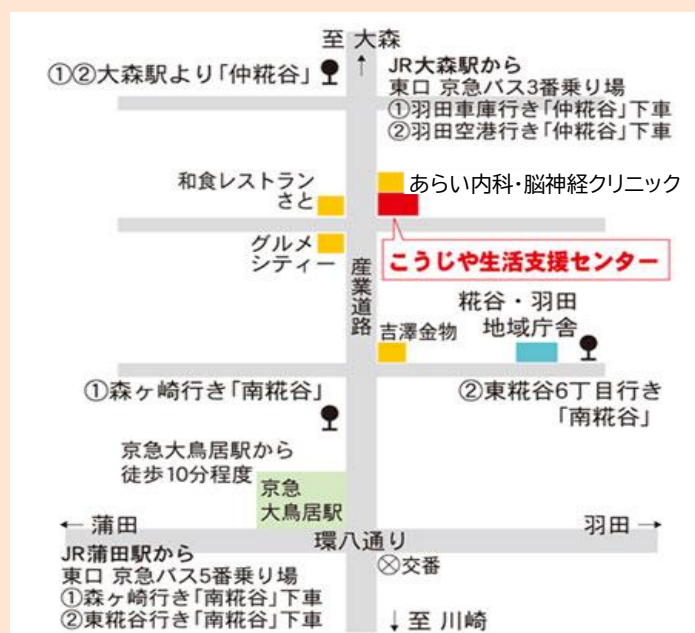 至 大森
①②大森駅より「仲糀谷」
↑
JR大森駅から
東口 京急バス3番乗り場
①羽田車庫行き「仲糀谷」下車
②羽田空港行き「仲糀谷」下車
和食レストラン
さと
あらい内科・脳神経クリニック
グルメ
シティー
こうじや生活支援センター
産業道路
糀谷・羽田
地域庁舎
吉澤金物
①森ヶ崎行き「南糀谷」
②東糀谷6丁目行き
「南糀谷」
京急大鳥居駅から
徒歩10分程度
京急
大鳥居駅
← 蒲田
羽田 →
環八通り
JR蒲田駅から
東口 京急バス5番乗り場
①森ヶ崎行き「南糀谷」下車
②東糀谷行き「南糀谷」下車
交番
↓至 川崎